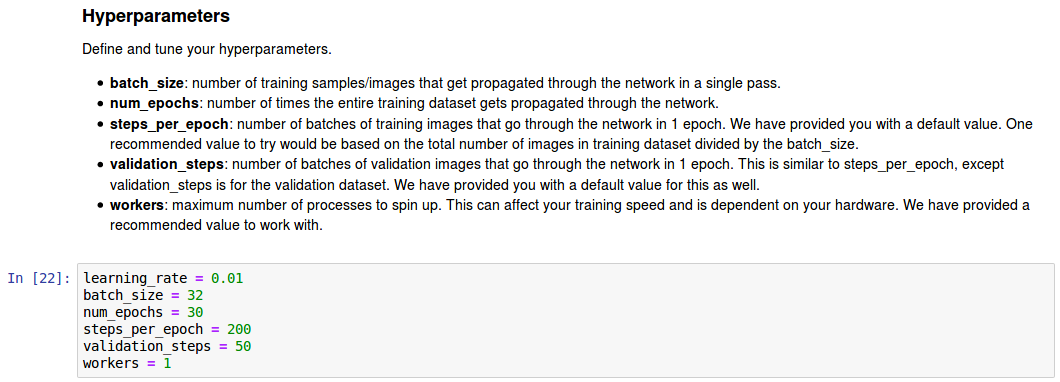 Hyperparameters
Define and tune your hyperparameters.
• batch_size: number of training samples/images that get propagated through the network in a single pass.
• num_epochs: number of times the entire training dataset gets propagated through the network.
• steps_per_epoch: number of batches of training images that go through the network in 1 epoch. We have provided you with a default value. One
recommended value to try would be based on the total number of images in training dataset divided by the batch_size.
• validation_steps: number of batches of validation images that go through the network in 1 epoch. This is similar to steps_per_epoch, except
validation_steps is for the validation dataset. We have provided you with a default value for this as well.
• workers: maximum number of processes to spin up. This can affect your training speed and is dependent on your hardware. We have provided a
recommended value to work with.
In [22]: learning_rate = 0.01
batch_size = 32
num_epochs = 30
steps_per_epoch = 200
validation_steps = 50
workers = 1